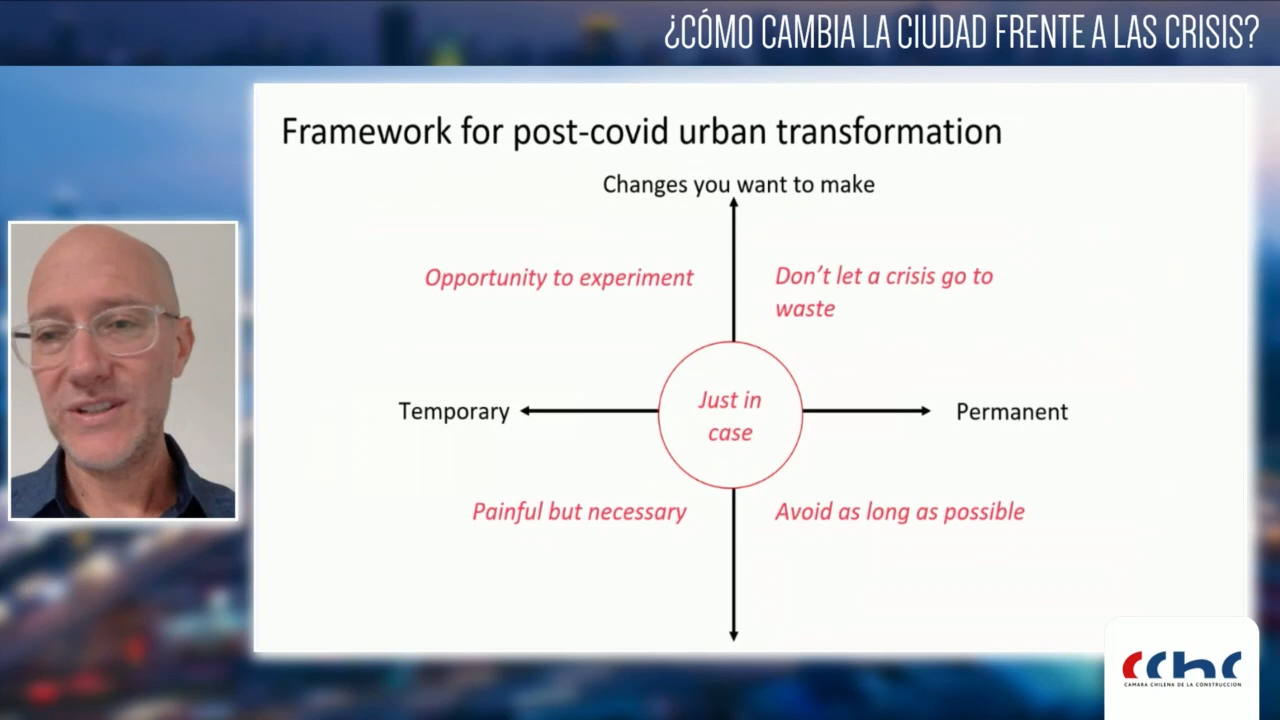 ¿CÓMO CAMBIA LA CIUDAD FRENTE A LAS CRISIS?
Framework for post-covid urban transformation
Changes you want to make
Opportunity to experiment
Don't let a crisis go to
waste
Temporary
Just in
case
Permanent
Painful but necessary
Avoid as long as possible
cchc
CAMARA CHILENA DE LA CONSTRUCCION